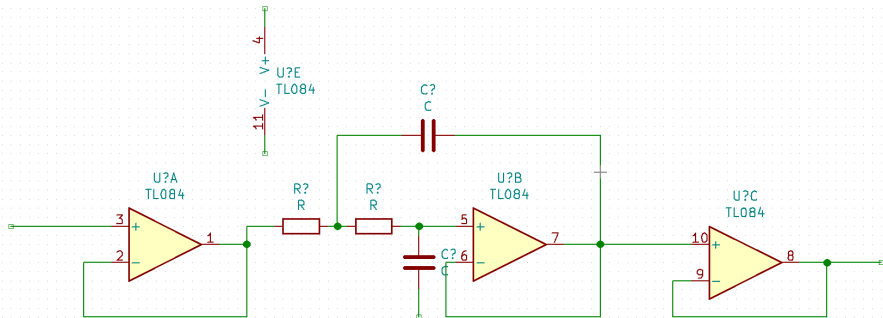 4
V+
U?E
TL084
V-
11
C?
C
U?A
TL084
3
+
2
-
1
R?
R
R?
R
C?
C
U?B
TL084
5
+
6
-
7
U?C
TL084
10
+
9
-
8